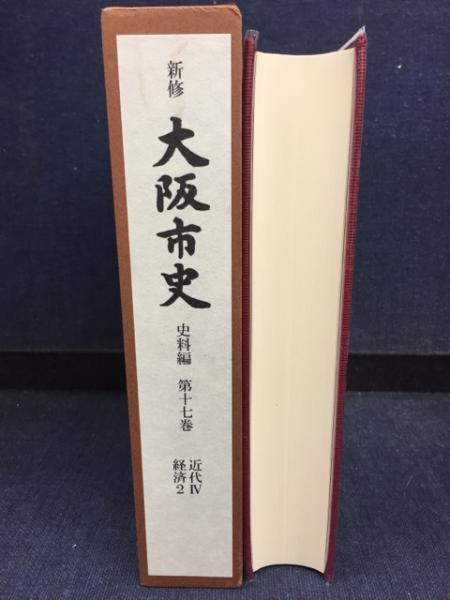 新修
大阪市史
史料編 第十七巻
近代Ⅳ
経済2